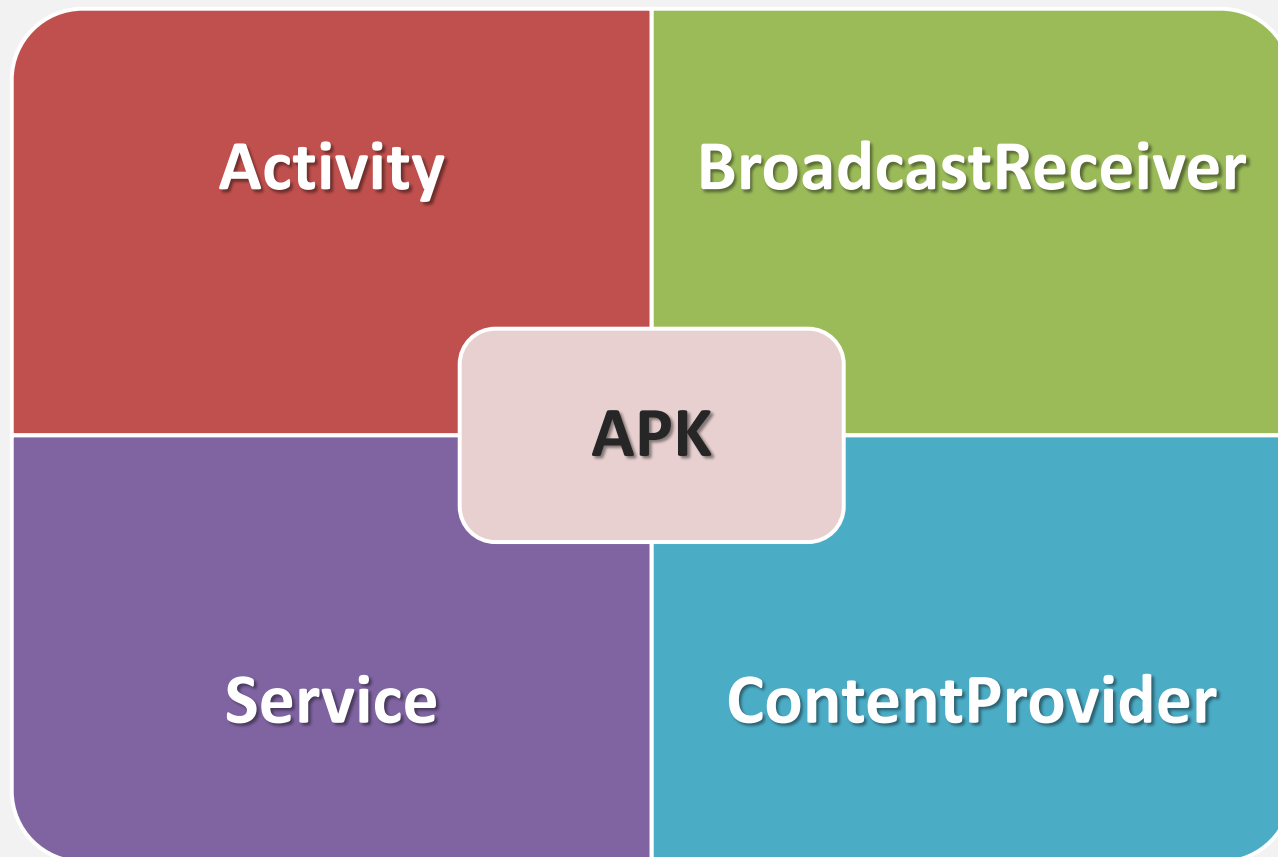 Activity
BroadcastReceiver
APK
Service
ContentProvider